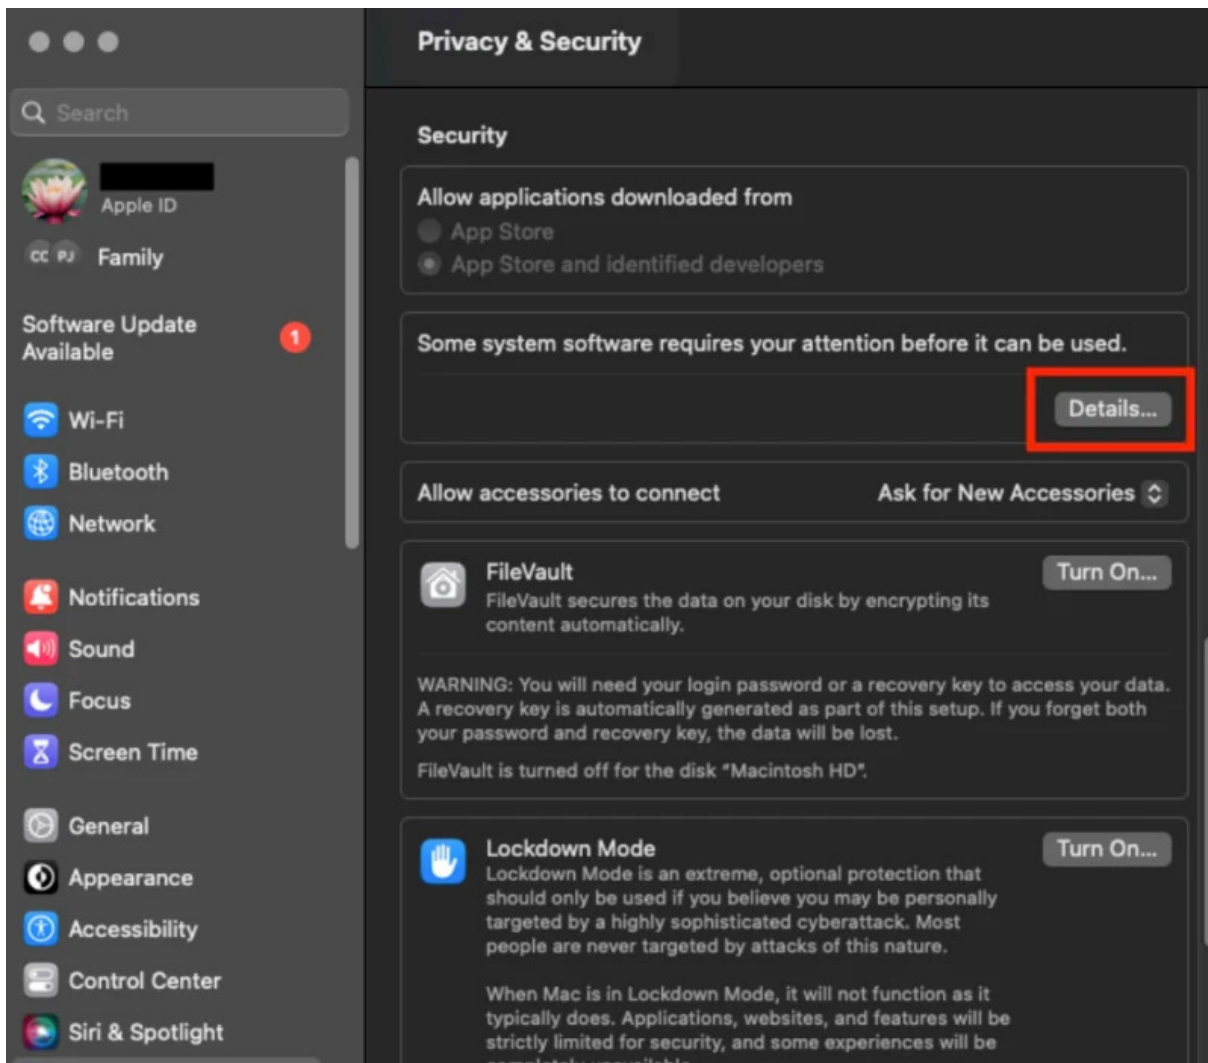 Privacy & Security
Search
Apple ID
CC PJ Family
Software Update
Available
1
Wi-Fi
Bluetooth
Network
Notifications
Sound
Focus
Screen Time
General
Appearance
Accessibility
Control Center
Siri & Spotlight
Security
Allow applications downloaded from
App Store
App Store and identified developers
Some system software requires your attention before it can be used.
Details...
Allow accessories to connect Ask for New Accessories
FileVault Turn On...
FileVault secures the data on your disk by encrypting its
content automatically.
WARNING: You will need your login password or a recovery key to access your data.
A recovery key is automatically generated as part of this setup. If you forget both
your password and recovery key, the data will be lost.
FileVault is turned off for the disk "Macintosh HD".
Lockdown Mode Turn On...
Lockdown Mode is an extreme, optional protection that
should only be used if you believe you may be personally
targeted by a highly sophisticated cyberattack. Most
people are never targeted by attacks of this nature.
When Mac is in Lockdown Mode, it will not function as it
typically does. Applications, websites, and features will be
strictly limited for security, and some experiences will be